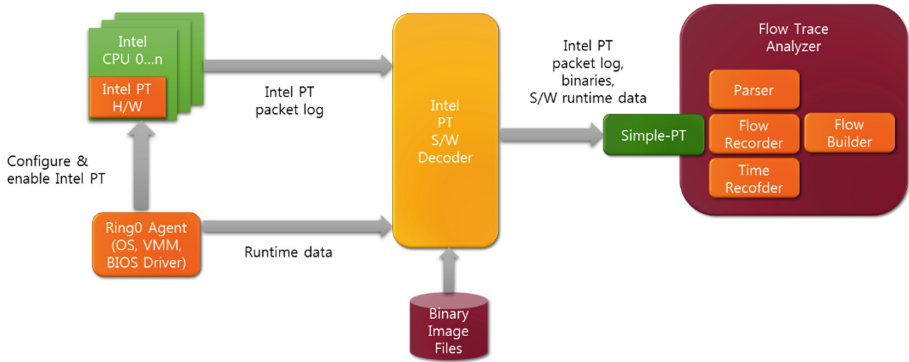 Intel
CPU 0...n
Intel PT
H/W
Configure &
enable Intel PT
Ring0 Agent
(OS, VMM,
BIOS Driver)
Intel PT
packet log
Runtime data
Intel
PT
S/W
Decoder
Binary
Image
Files
Intel PT
packet log,
binaries,
S/W runtime data
Simple-PT
Flow Trace
Analyzer
Parser
Flow
Recorder
Time
Recofder
Flow
Builder